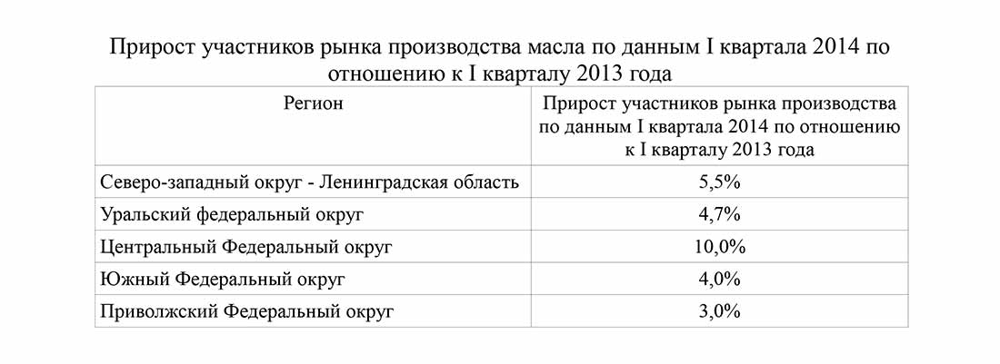 Прирост участников рынка производства масла по данным I квартала 2014 по
отношению к I кварталу 2013 года
Регион
Прирост участников рынка производства
по данным I квартала 2014 по отношению
к I кварталу 2013 года
Северо-западный округ - Ленинградская область 5,5%
Уральский федеральный округ 4,7%
Центральный Федеральный округ 10,0%
Южный Федеральный округ 4,0%
Приволжский Федеральный округ 3,0%